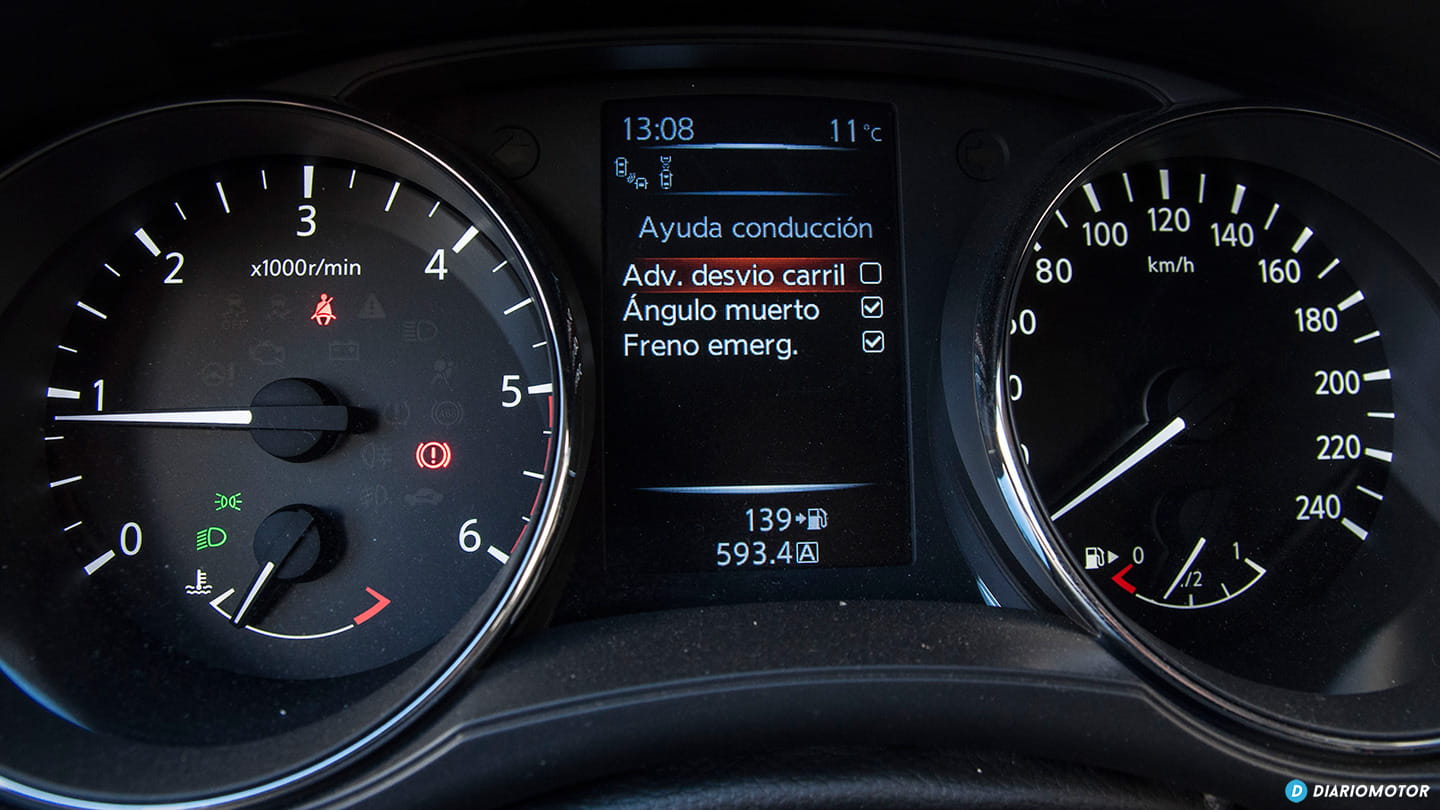 13:08 11 °C
Ayuda conducción
Adv. desvio carril
Ángulo muerto
Freno emerg.
139
593.4 A
0 1 2 3 4 5 6
x1000r/min
80 100 120 140 160 180 200 220 240
km/h
0 1/2 1
DIARIOMOTOR